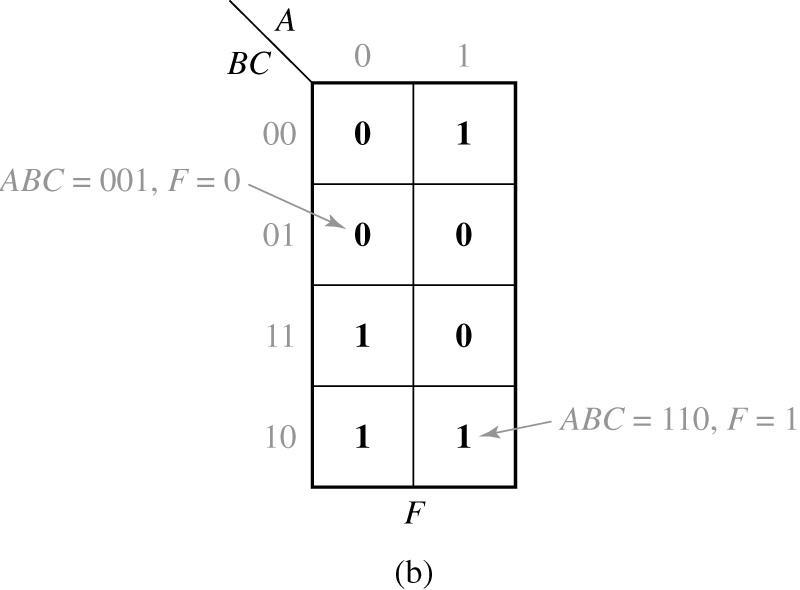 A
BC 0 1
00 0 1
ABC = 001, F = 0
01 0 0
11 1 0
10 1 1
ABC = 110, F = 1
F
(b)